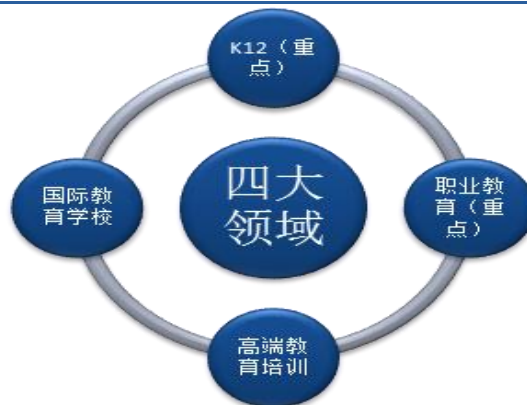 K12（重
点）
四大
领域
国际教
育学校
职业教
育（重
点）
高端教
育培训